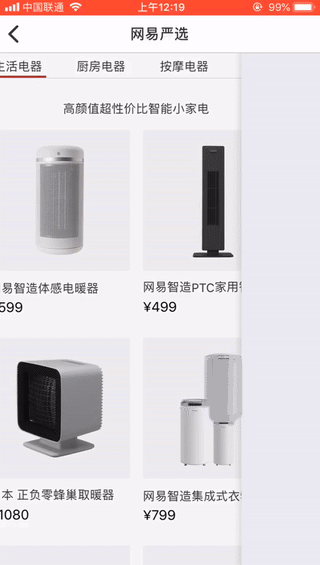 中国联通
上午12:19
99%
网易严选
生活电器 厨房电器 按摩电器
高颜值超性价比智能小家电
易智造体感电暖器
599
网易智造PTC家用
¥499
本 正负零蜂巢取暖器
1080
网易智造集成式衣
¥799